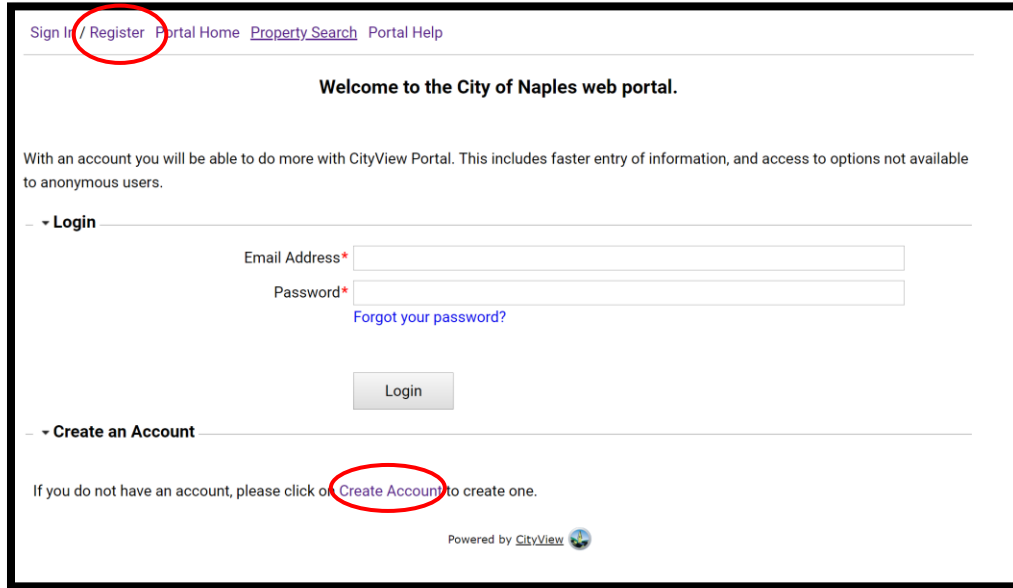 Sign In / Register Portal Home Property Search Portal Help
Welcome to the City of Naples web portal.
With an account you will be able to do more with CityView Portal. This includes faster entry of information, and access to options not available
to anonymous users.
Login
Email Address*
Password*
Forgot your password?
Login
Create an Account
If you do not have an account, please click on Create Account to create one.
Powered by CityView